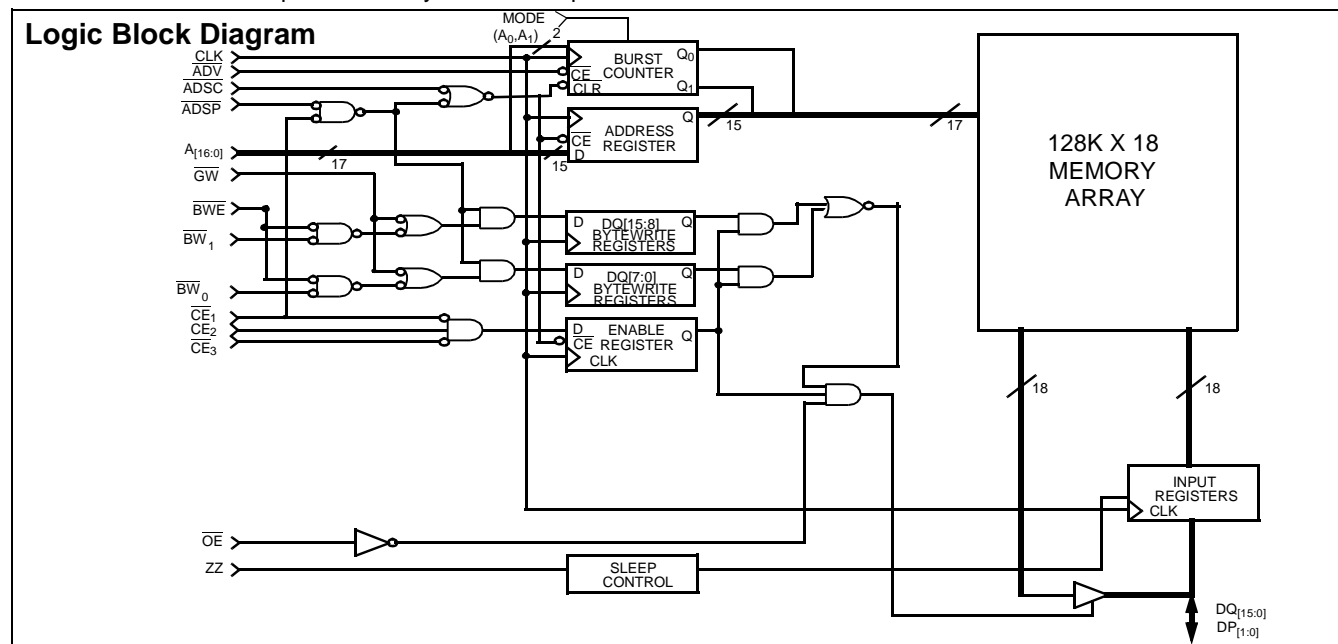 Logic Block Diagram
MODE
(A0,A1)
2
CLK
ADV
ADSC
ADSP
A[16:0]
GW
BWE
BW1
BW0
CE1
CE2
CE3
OE
ZZ
BURST
COUNTER
CE
CLR
Q0
Q1
ADDRESS
REGISTER
CE
D
Q
17
15
15
17
D
DQ[15:8]
BYTEWRITE
REGISTERS
Q
D
DQ[7:0]
BYTEWRITE
REGISTERS
Q
D
ENABLE
REGISTER
CE
CLK
Q
128K X 18
MEMORY
ARRAY
18
18
INPUT
REGISTERS
CLK
SLEEP
CONTROL
DQ[15:0]
DP[1:0]